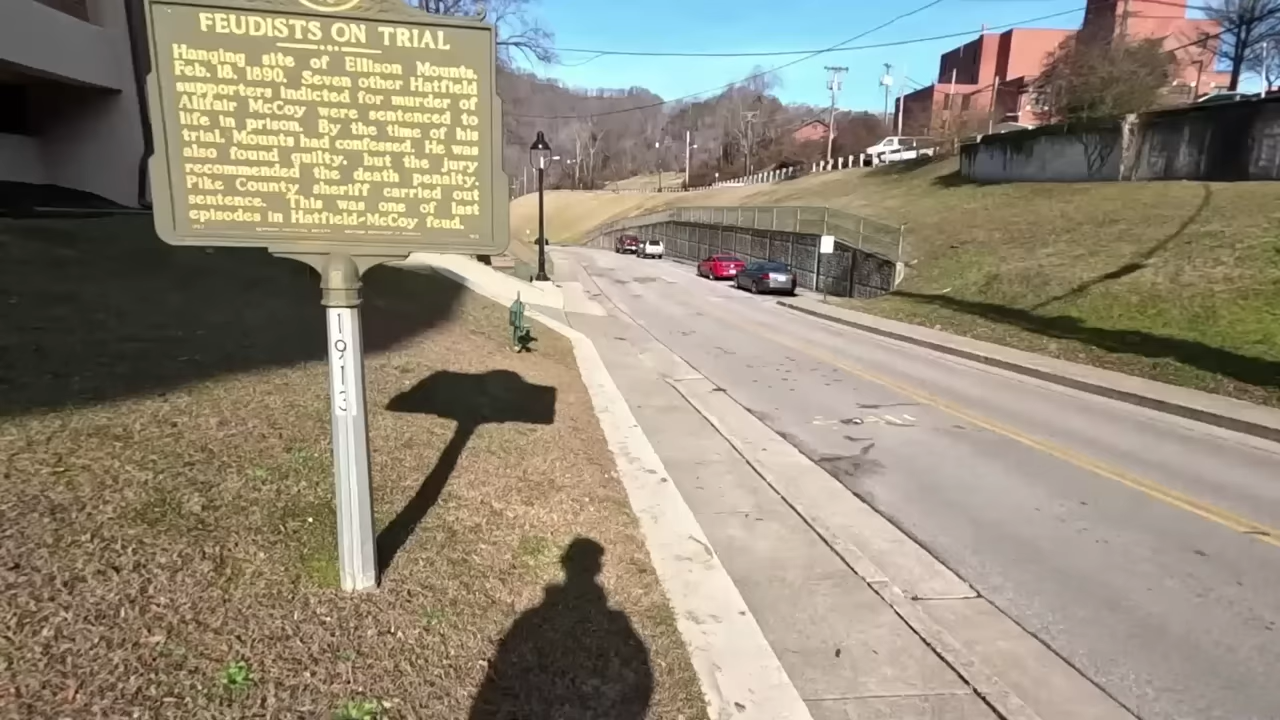 FEUDISTS ON TRIAL
Hanging site of Ellison Mounts,
Feb. 18, 1890. Seven other Hatfield
supporters indicted for murder of
Alifair McCoy were sentenced to
life in prison. By the time of his
trial, Mounts had confessed. He was
also found guilty, but the jury
recommended the death penalty.
Pike County sheriff carried out
sentence. This was one of last
episodes in Hatfield-McCoy feud.
1913